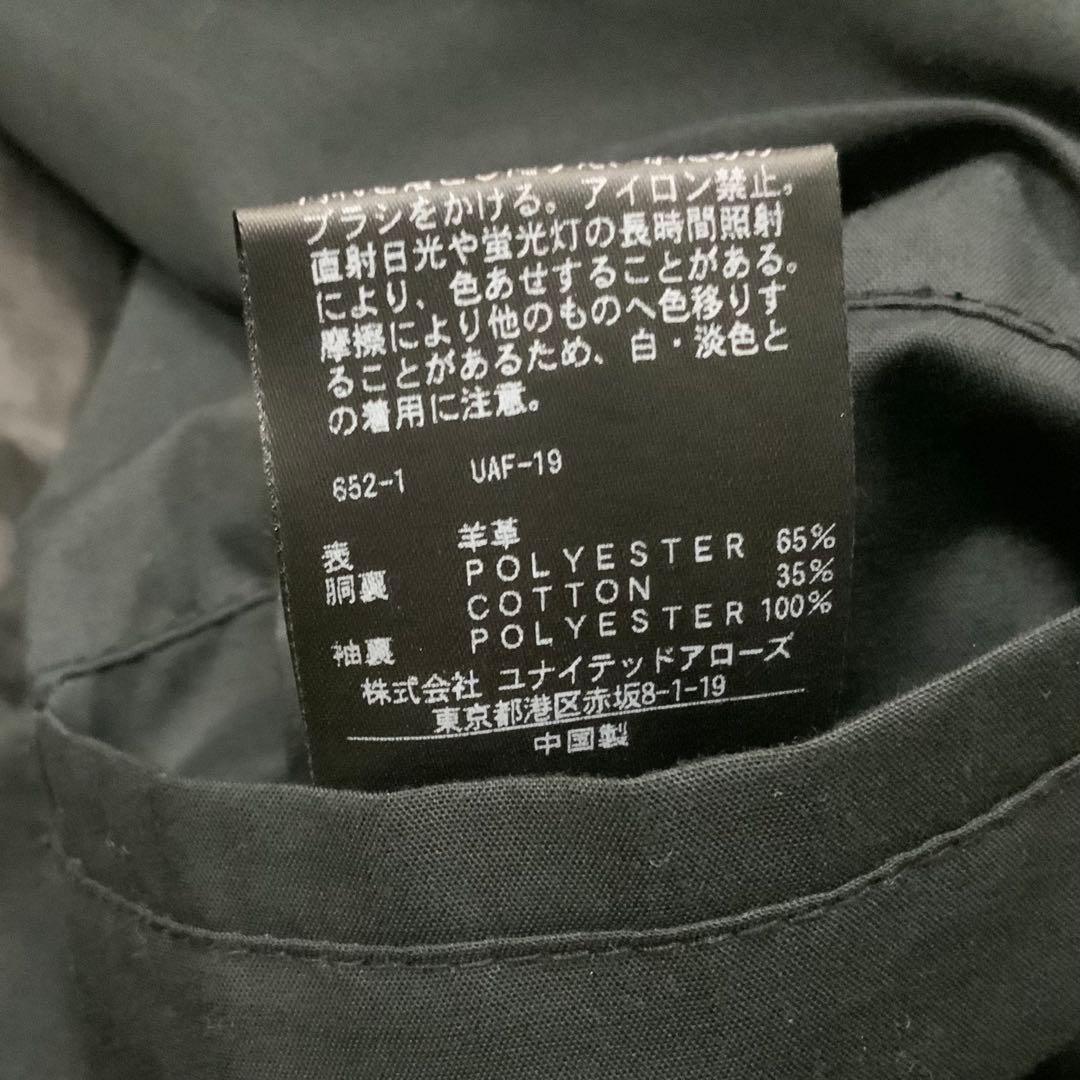 ブラシをかける。アイロン禁止。
直射日光や蛍光灯の長時間照射
により、色あせすることがある。
摩擦により他のものへ色移りす
ることがあるため、白・淡色と
の着用に注意。
652-1 UAF-19
表 羊革
胴裏 POLYESTER 65%
COTTON 35%
袖裏 POLYESTER 100%
株式会社 ユナイテッドアローズ
東京都港区赤坂8-1-19
中国製